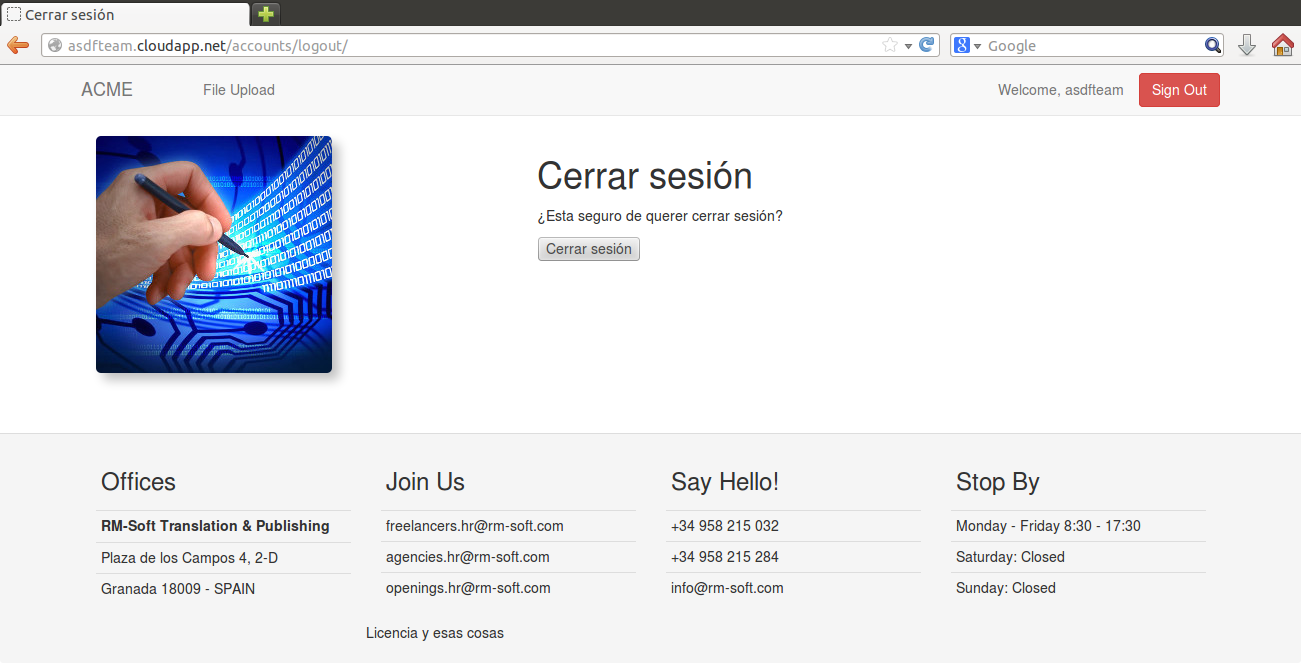 Cerrar sesión
asdfteam.cloudapp.net/accounts/logout/
Google
ACME
File Upload
Welcome, asdfteam
Sign Out
Cerrar sesión
¿Esta seguro de querer cerrar sesión?
Cerrar sesión
Offices
RM-Soft Translation & Publishing
Plaza de los Campos 4, 2-D
Granada 18009 - SPAIN
Join Us
freelancers.hr@rm-soft.com
agencies.hr@rm-soft.com
openings.hr@rm-soft.com
Say Hello!
+34 958 215 032
+34 958 215 284
info@rm-soft.com
Stop By
Monday - Friday 8:30 - 17:30
Saturday: Closed
Sunday: Closed
Licencia y esas cosas